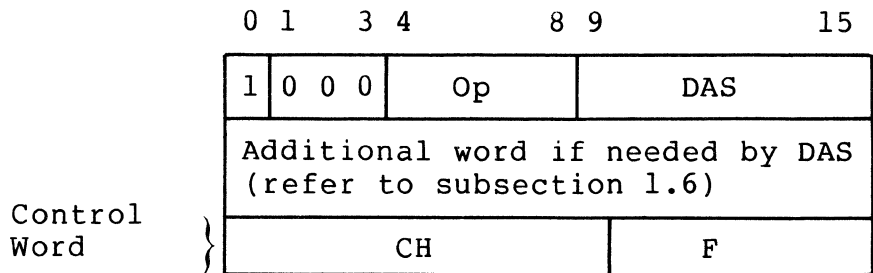 0 1 3 4 8 9 15
1 0 0 0 Op DAS
Additional word if needed by DAS
(refer to subsection 1.6)
Control
Word } CH F